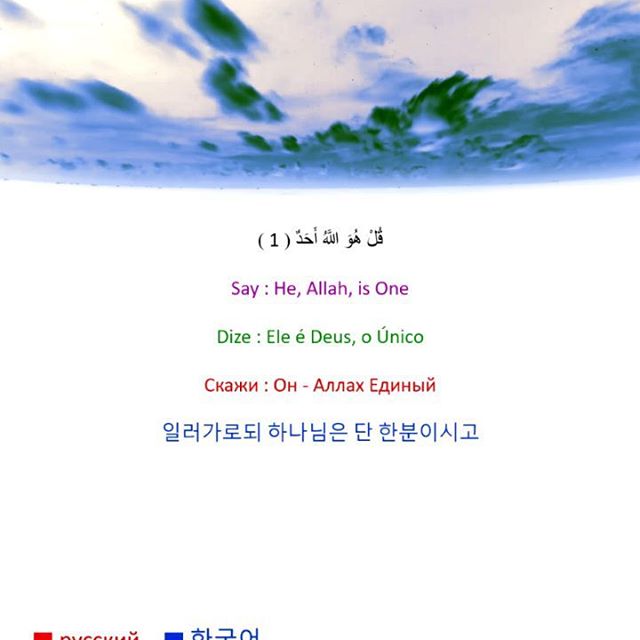 قُلْ هُوَ اللَّهُ أَحَدٌ ( 1 )
Say : He, Allah, is One
Dize : Ele é Deus, o Único
Скажи : Он - Аллах Единый
일러가로되 하나님은 단 한분이시고
русский 한국어